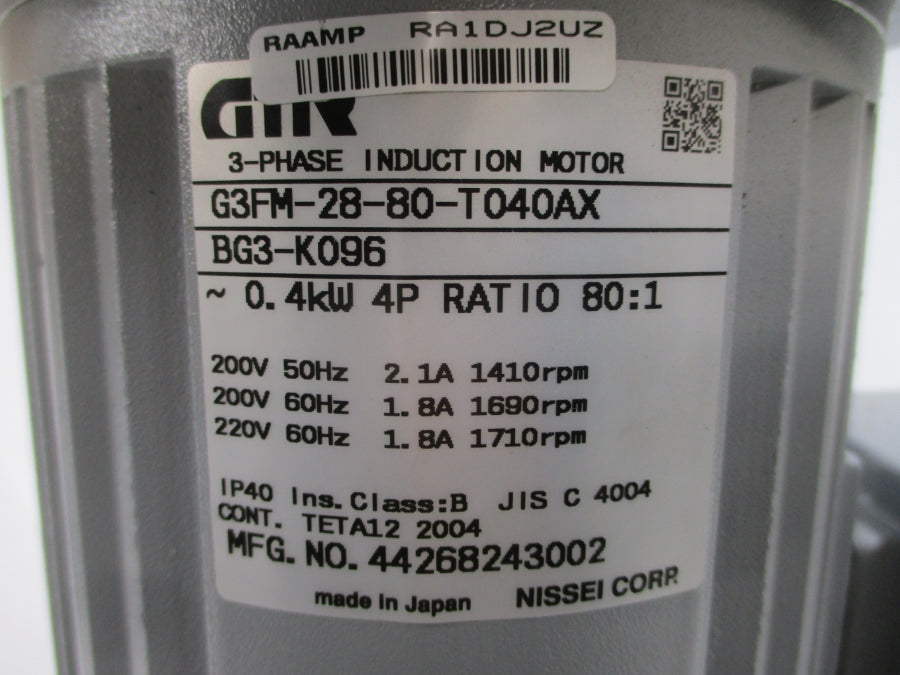 RAAMP RA1DJ2UZ
GTR
3-PHASE INDUCTION MOTOR
G3FM-28-80-T040AX
BG3-K096
~ 0.4kW 4P RATIO 80:1
200V 50Hz 2.1A 1410rpm
200V 60Hz 1.8A 1690rpm
220V 60Hz 1.8A 1710rpm
IP40 Ins.Class:B JIS C 4004
CONT. TETA12 2004
MFG.NO.44268243002
made in Japan NISSEI CORP.